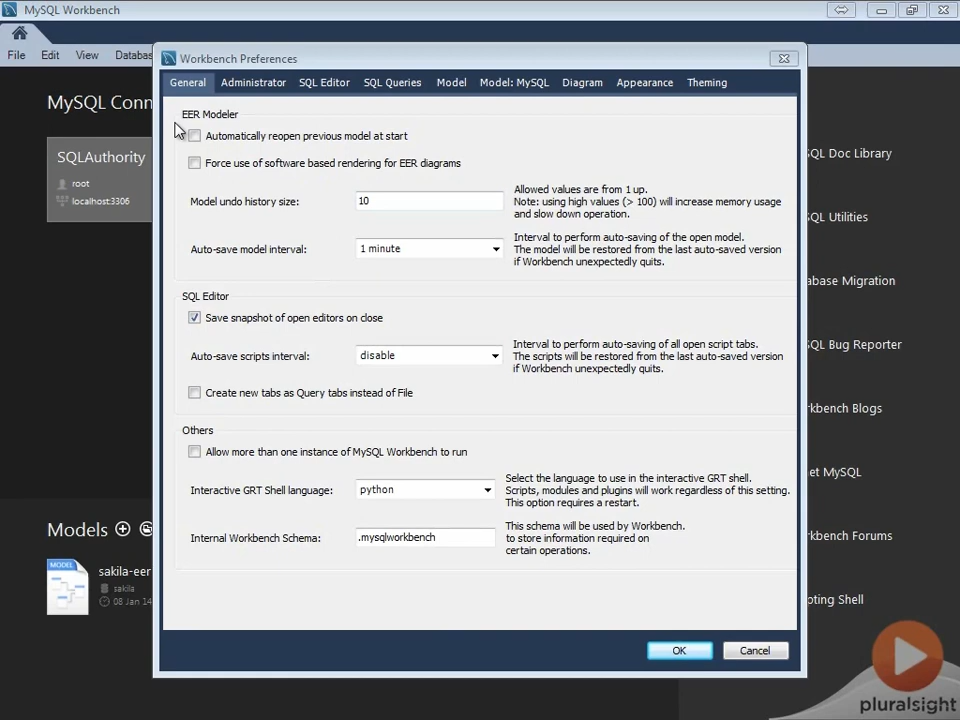 MySQL Workbench
File Edit View Databas
Workbench Preferences
General Administrator SQL Editor SQL Queries Model Model: MySQL Diagram Appearance Theming
MySQL Conn
SQLAuthority
root
localhost:3306
EER Modeler
Automatically reopen previous model at start
Force use of software based rendering for EER diagrams
Model undo history size: 10
Allowed values are from 1 up.
Note: using high values (> 100) will increase memory usage
and slow down operation.
Auto-save model interval: 1 minute
Interval to perform auto-saving of the open model.
The model will be restored from the last auto-saved version
if Workbench unexpectedly quits.
SQL Editor
Save snapshot of open editors on close
Auto-save scripts interval: disable
Interval to perform auto-saving of all open script tabs.
The scripts will be restored from the last auto-saved version
if Workbench unexpectedly quits.
Create new tabs as Query tabs instead of File
Others
Allow more than one instance of MySQL Workbench to run
Interactive GRT Shell language: python
Select the language to use in the interactive GRT shell.
Scripts, modules and plugins will work regardless of this setting.
This option requires a restart.
Internal Workbench Schema: .mysqlworkbench
This schema will be used by Workbench.
to store information required on
certain operations.
OK Cancel
SQL Doc Library
SQL Utilities
abase Migration
SQL Bug Reporter
kbench Blogs
et MySQL
kbench Forums
pting Shell
Models
MODEL
sakila-eer
sakila
08 Jan 14
pluralsight